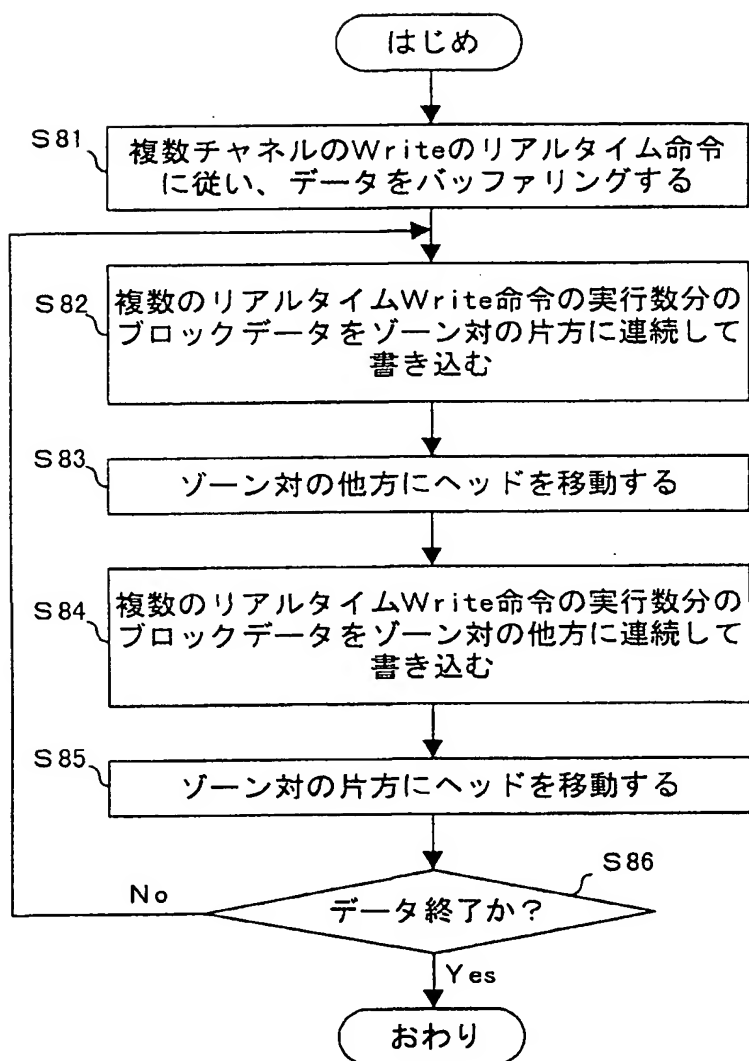 はじめ
S81
複数チャネルのWriteのリアルタイム命令
に従い、データをバッファリングする
S82
複数のリアルタイムWrite命令の実行数分の
ブロックデータをゾーン対の片方に連続して
書き込む
S83
ゾーン対の他方にヘッドを移動する
S84
複数のリアルタイムWrite命令の実行数分の
ブロックデータをゾーン対の他方に連続して
書き込む
S85
ゾーン対の片方にヘッドを移動する
S86
No
データ終了か?
Yes
おわり